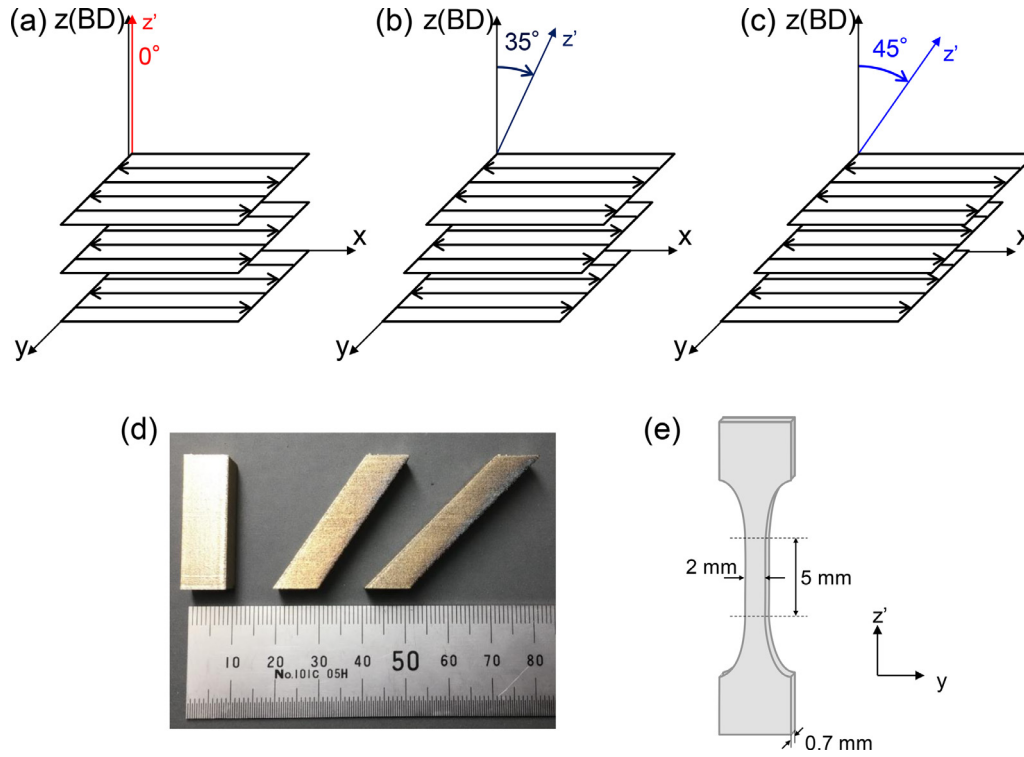 (a) z(BD) z’
0°
x
y
(b) z(BD)
35° z’
x
y
(c) z(BD)
45° z’
x
y
(d)
10 20 30 40 50 60 70 80
No.101C 05H
(e)
2 mm 5 mm
z’
y
0.7 mm